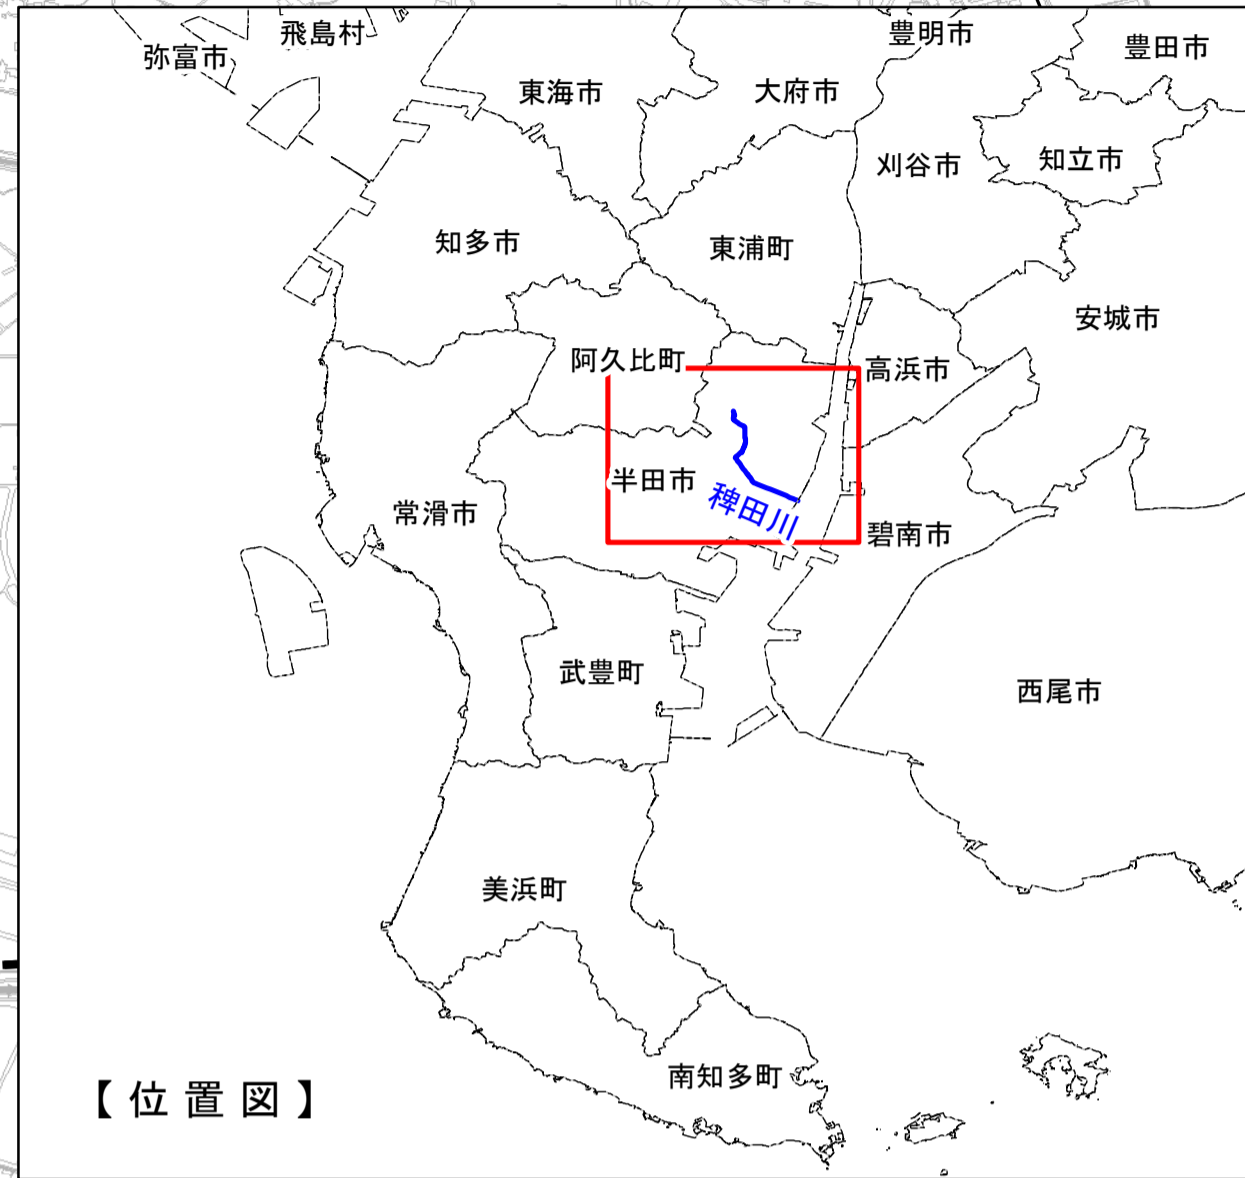 飛島村
豊明市
弥富市
豊田市
東海市
大府市
刈谷市
知立市
知多市
東浦町
安城市
阿久比町
高浜市
半田市
稗田川
常滑市
碧南市
武豊町
西尾市
美浜町
南知多町
【位置図】